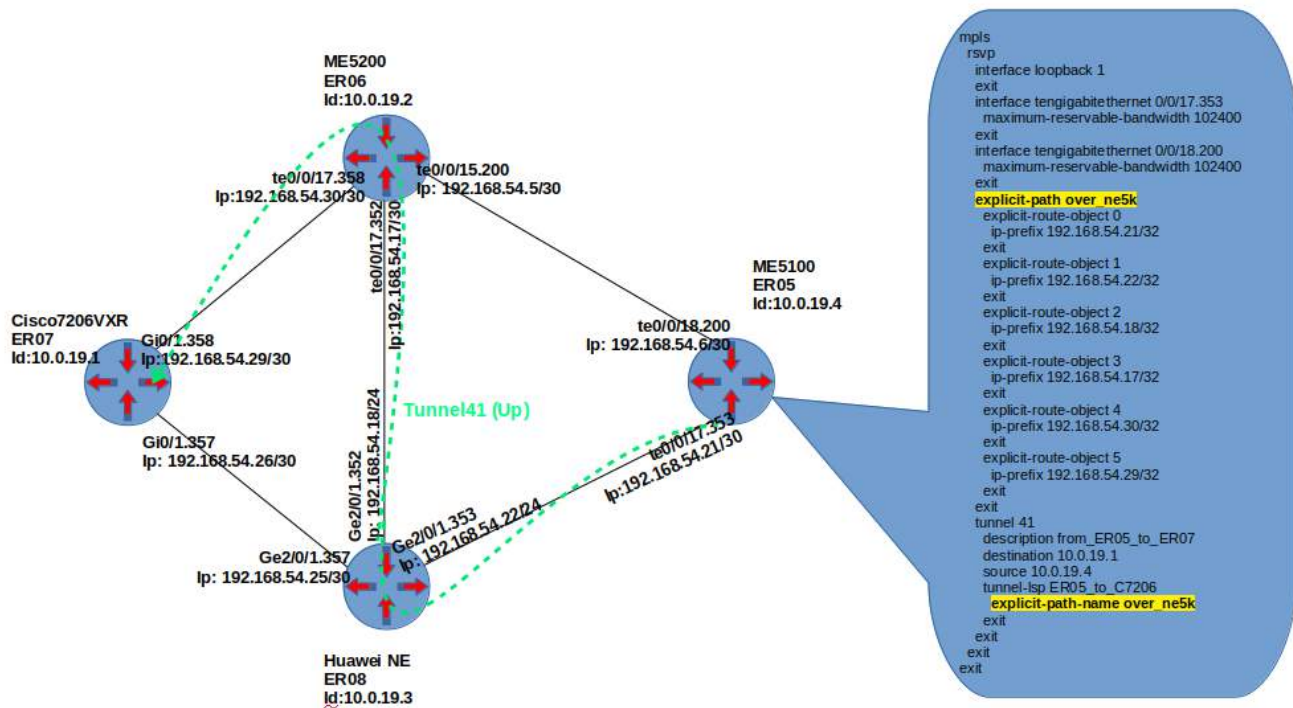 ME5200
ER06
Id:10.0.19.2
te0/0/17.358
Ip:192.168.54.30/30
te0/0/15.200
Ip: 192.168.54.5/30
te0/0/17.352
Ip:192.168.54.17/30
Cisco7206VXR
ER07
Id:10.0.19.1
Gi0/1.358
Ip:192.168.54.29/30
Gi0/1.357
Ip: 192.168.54.26/30
ME5100
ER05
Id:10.0.19.4
te0/0/18.200
Ip: 192.168.54.6/30
te0/0/17.353
Ip:192.168.54.21/30
Tunnel41 (Up)
Ge2/0/1.352
Ip: 192.168.54.18/24
Ge2/0/1.353
Ip: 192.168.54.22/24
Ge2/0/1.357
Ip: 192.168.54.25/30
Huawei NE
ER08
Id:10.0.19.3
mpls
rsvp
interface loopback 1
exit
interface tengigabitethernet 0/0/17.353
maximum-reservable-bandwidth 102400
exit
interface tengigabitethernet 0/0/18.200
maximum-reservable-bandwidth 102400
exit
explicit-path over_ne5k
explicit-route-object 0
ip-prefix 192.168.54.21/32
exit
explicit-route-object 1
ip-prefix 192.168.54.22/32
exit
explicit-route-object 2
ip-prefix 192.168.54.18/32
exit
explicit-route-object 3
ip-prefix 192.168.54.17/32
exit
explicit-route-object 4
ip-prefix 192.168.54.30/32
exit
explicit-route-object 5
ip-prefix 192.168.54.29/32
exit
exit
tunnel 41
description from_ER05_to_ER07
destination 10.0.19.1
source 10.0.19.4
tunnel-lsp ER05_to_C7206
explicit-path-name over_ne5k
exit
exit
exit
exit